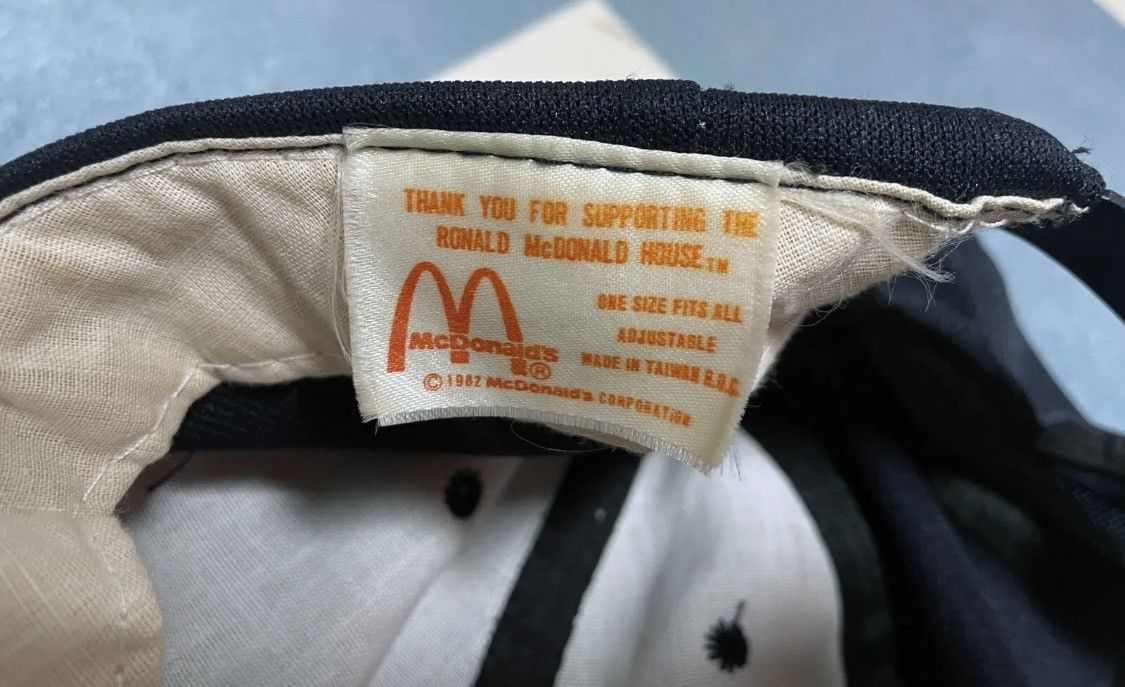 THANK YOU FOR SUPPORTING THE
RONALD McDONALD HOUSE TM
McDonald's ®
ONE SIZE FITS ALL
ADJUSTABLE
MADE IN TAIWAN R.O.C.
© 1982 McDonald's CORPORATION